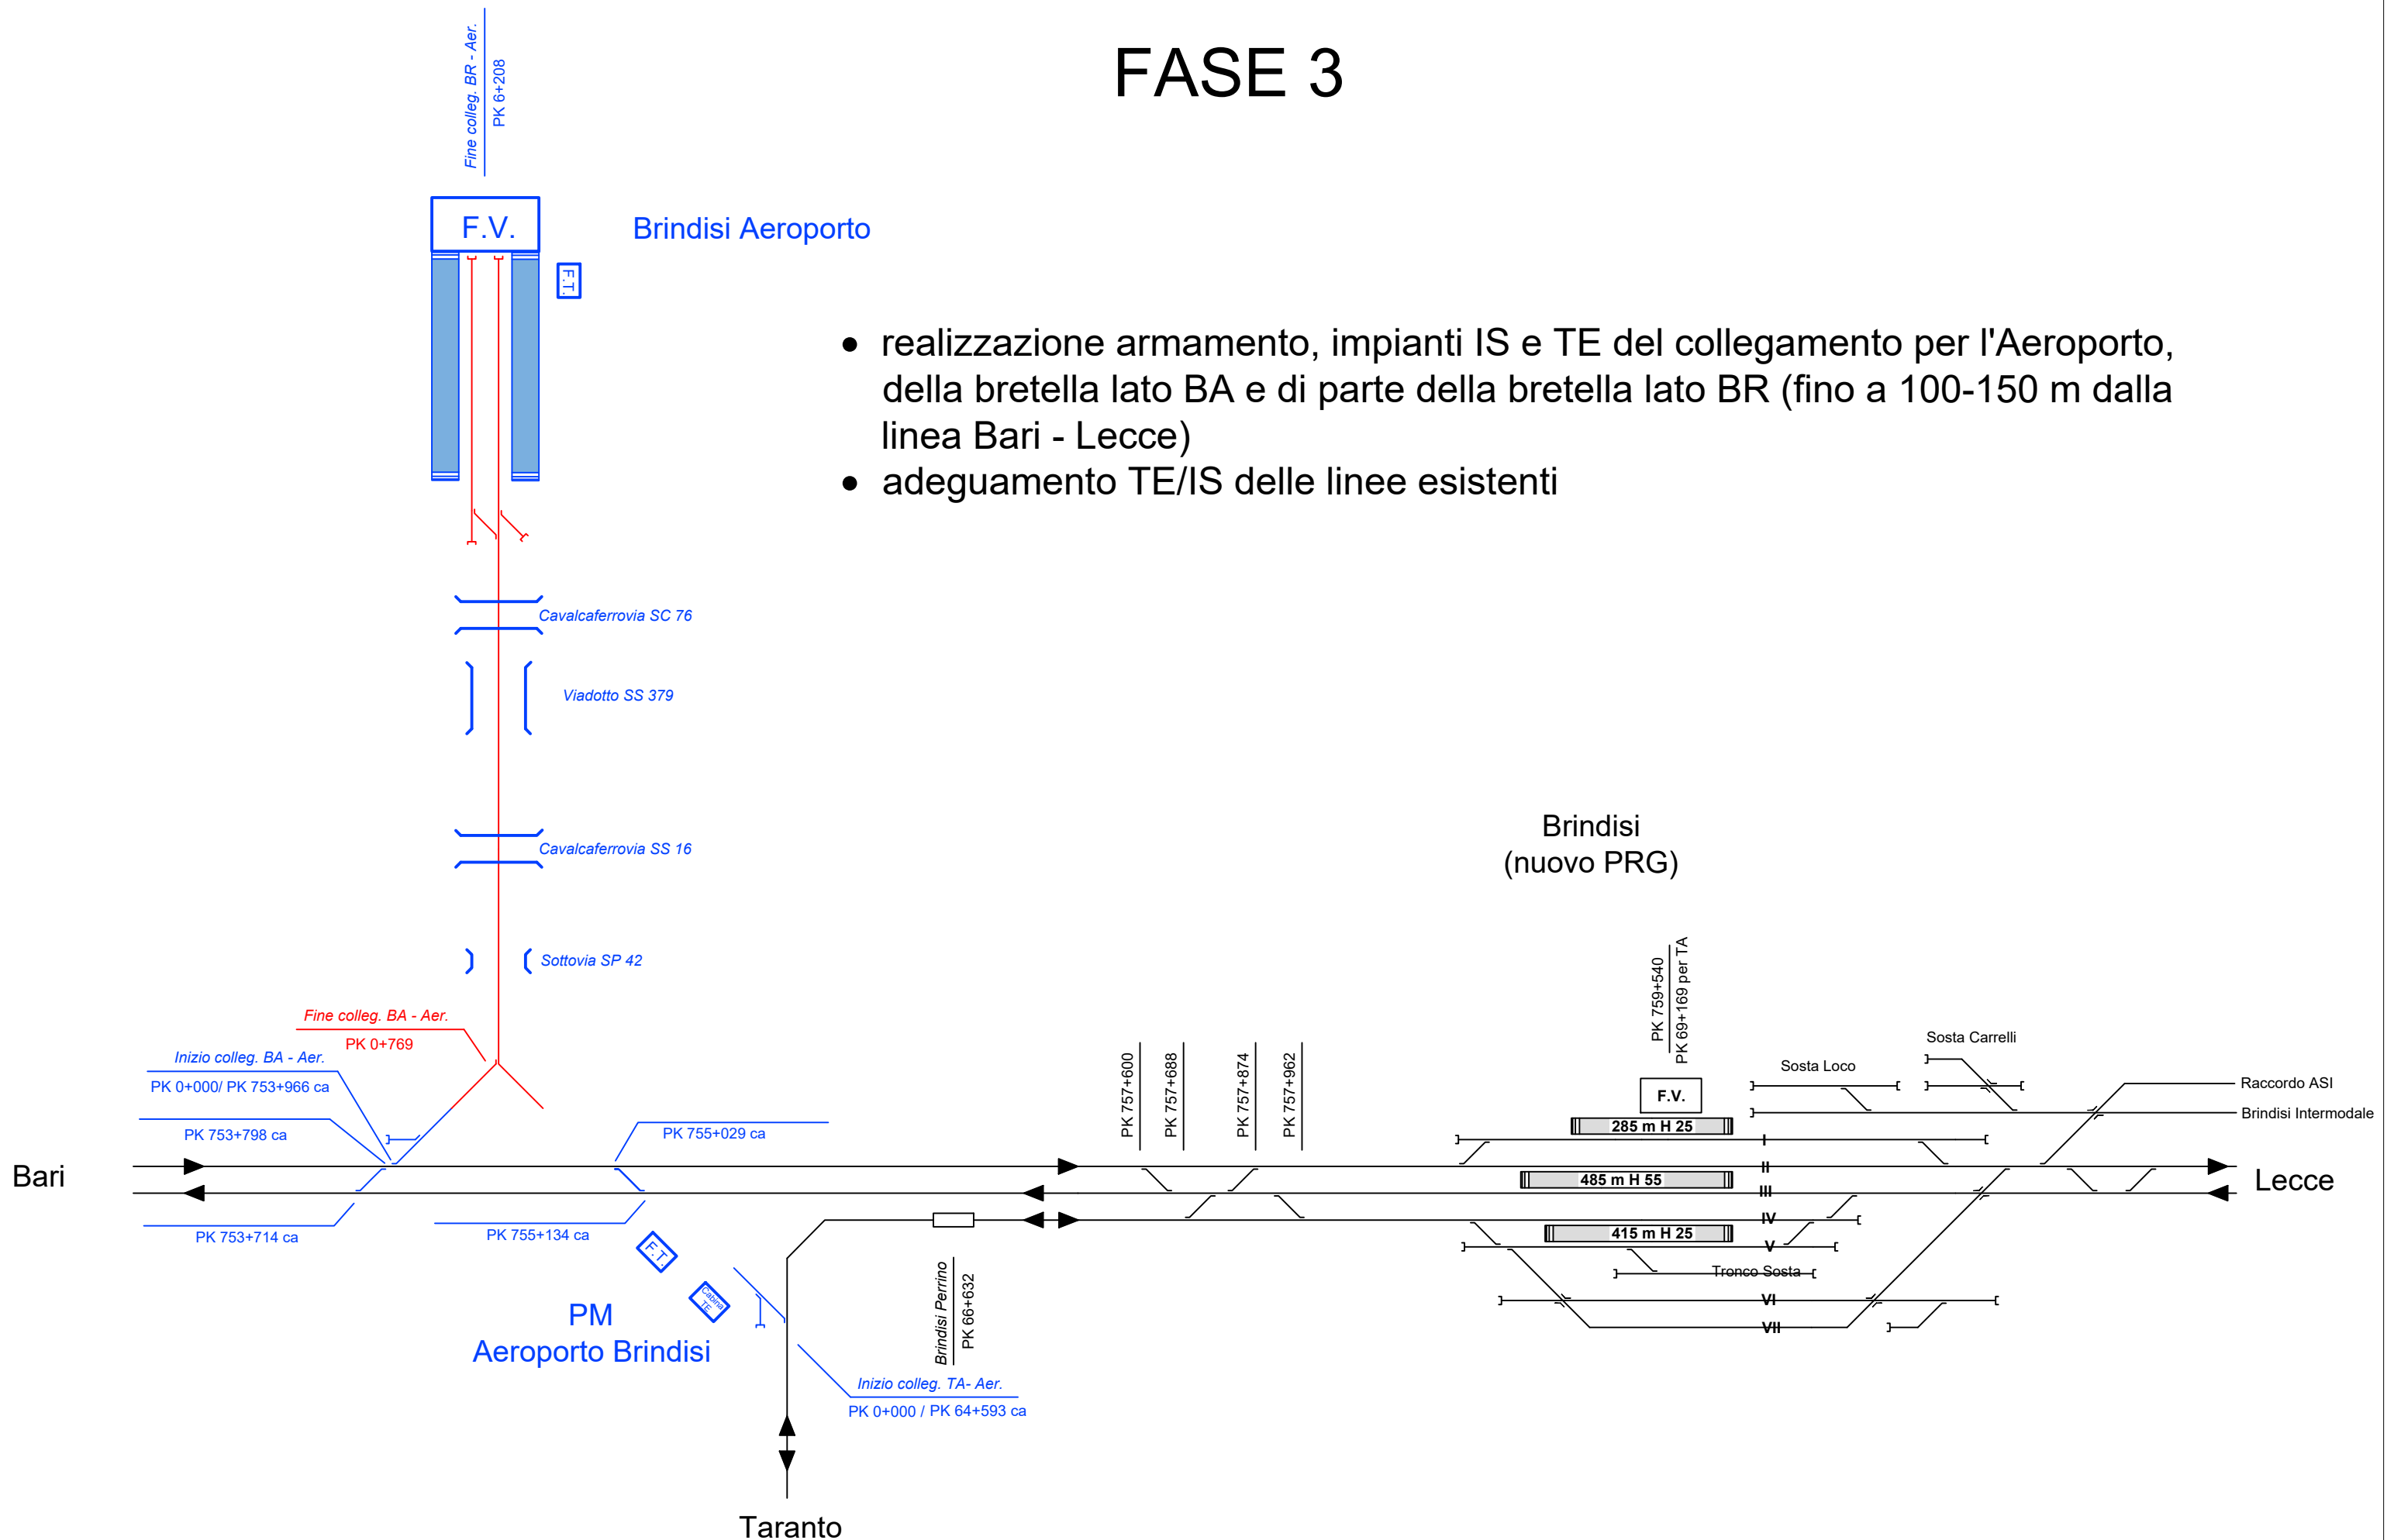 FASE 3
Fine colleg. BR - Aer.
PK 6+208
F.V.
Brindisi Aeroporto
F.T.
• realizzazione armamento, impianti IS e TE del collegamento per l'Aeroporto,
della bretella lato BA e di parte della bretella lato BR (fino a 100-150 m dalla
linea Bari - Lecce)
• adeguamento TE/IS delle linee esistenti
Cavalcaferrovia SC 76
Viadotto SS 379
Cavalcaferrovia SS 16
Sottovia SP 42
Brindisi
(nuovo PRG)
PK 759+540
PK 69+169 per TA
Fine colleg. BA - Aer.
PK 0+769
Inizio colleg. BA - Aer.
PK 0+000/ PK 753+966 ca
PK 753+798 ca
PK 755+029 ca
PK 757+600
PK 757+688
PK 757+874
PK 757+962
F.V.
Sosta Loco
Sosta Carrelli
Raccordo ASI
Brindisi Intermodale
285 m H 25
I
Bari
II
485 m H 55
III
Lecce
PK 753+714 ca
PK 755+134 ca
IV
415 m H 25
V
Tronco Sosta
VI
VII
F.T.
Cabina
TE
PM
Aeroporto Brindisi
Brindisi Perrino
PK 66+632
Inizio colleg. TA- Aer.
PK 0+000 / PK 64+593 ca
Taranto